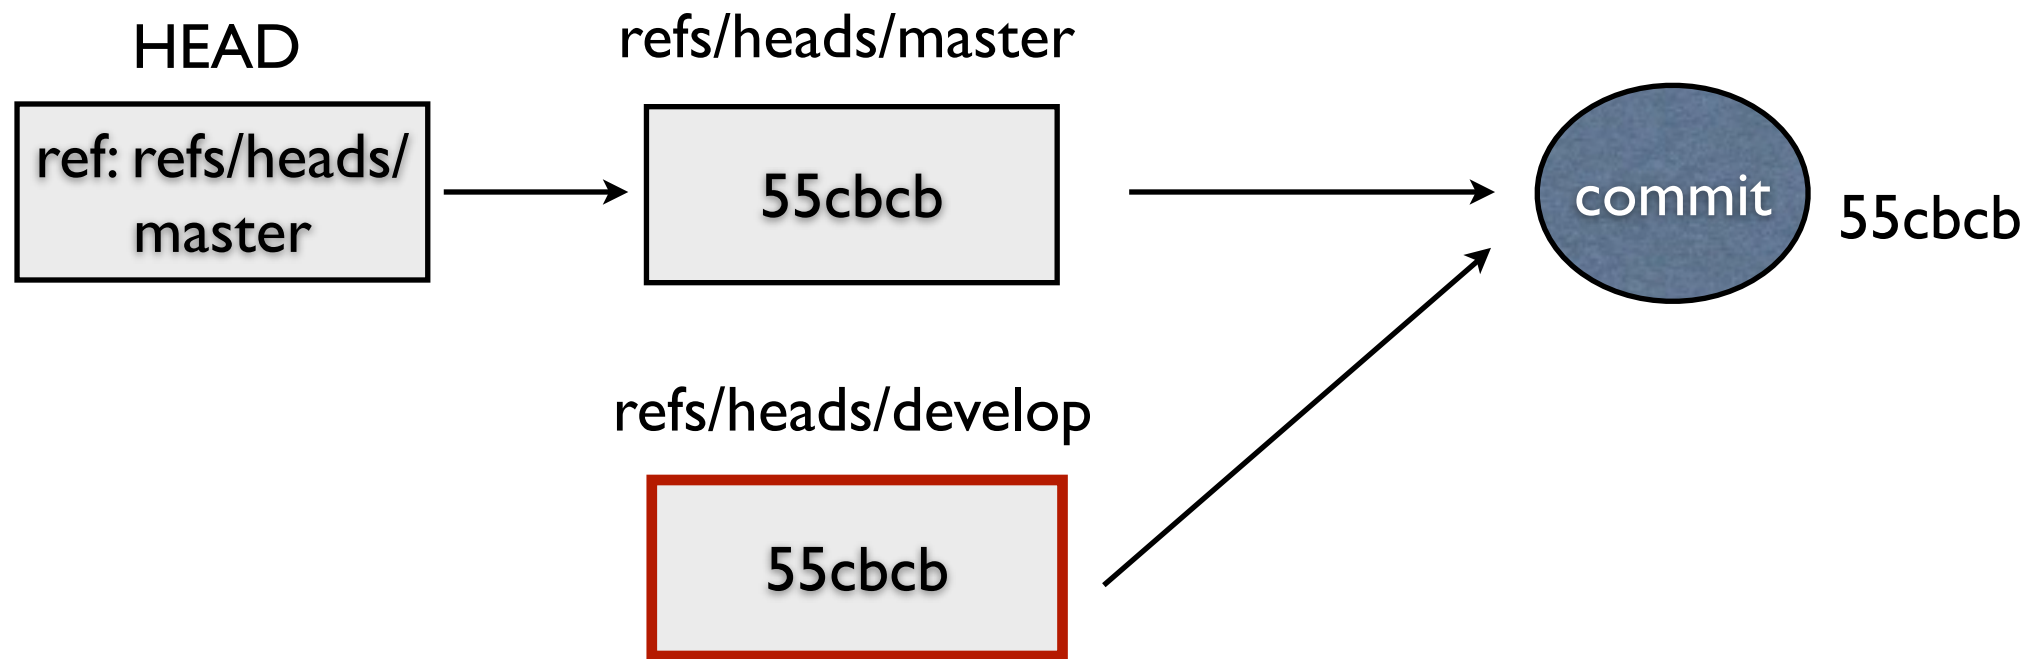 HEAD
ref: refs/heads/
master
refs/heads/master
55cbcb
commit
55cbcb
refs/heads/develop
55cbcb